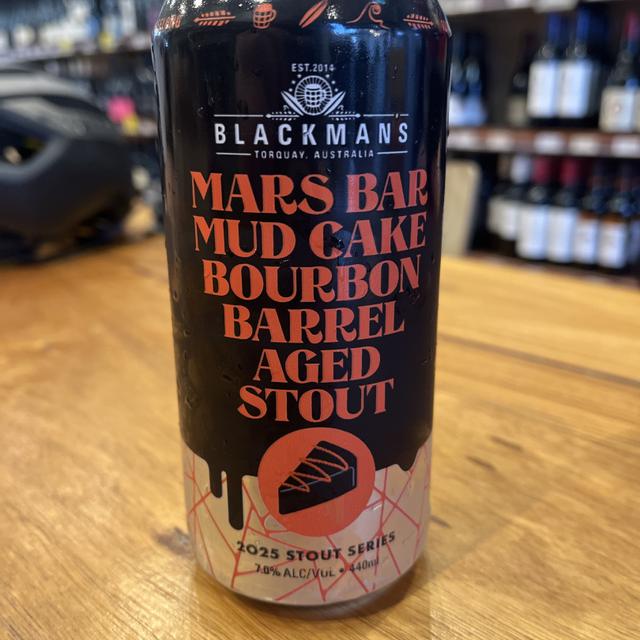 EST. 2014
BLACKMAN'S
TORQUAY. AUSTRALIA
MARS BAR
MUD CAKE
BOURBON
BARREL
AGED
STOUT
2025 STOUT SERIES
7.0% ALC/VOL • 440ml